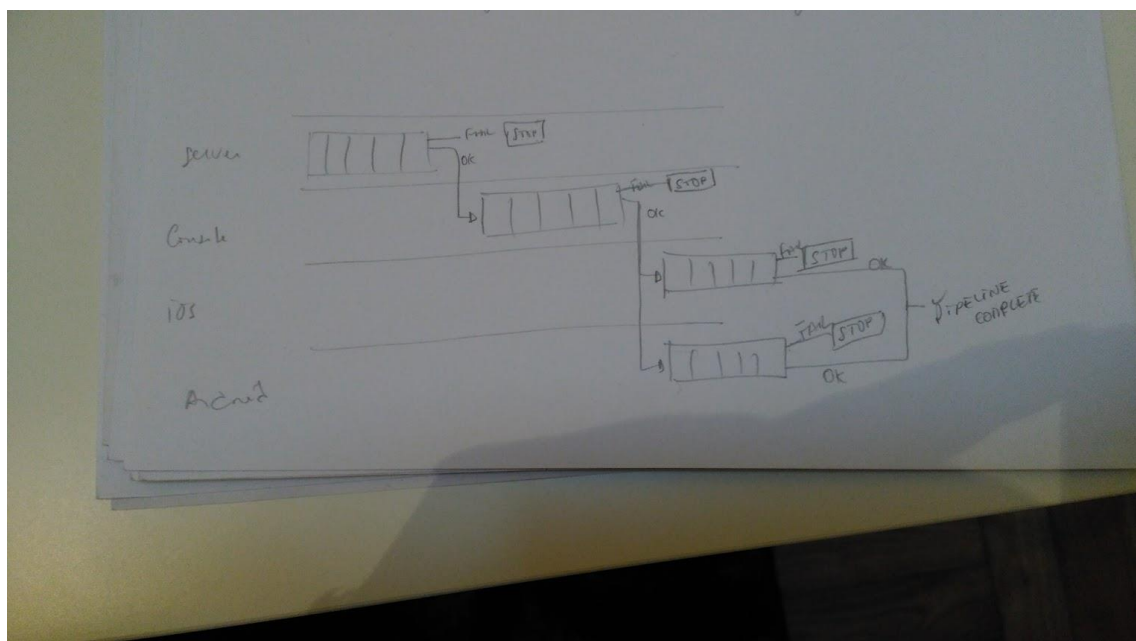 Server
FAIL STOP
OK
Console
FAIL STOP
OK
iOS
FAIL STOP
OK
PIPELINE
COMPLETE
Android
FAIL STOP
OK